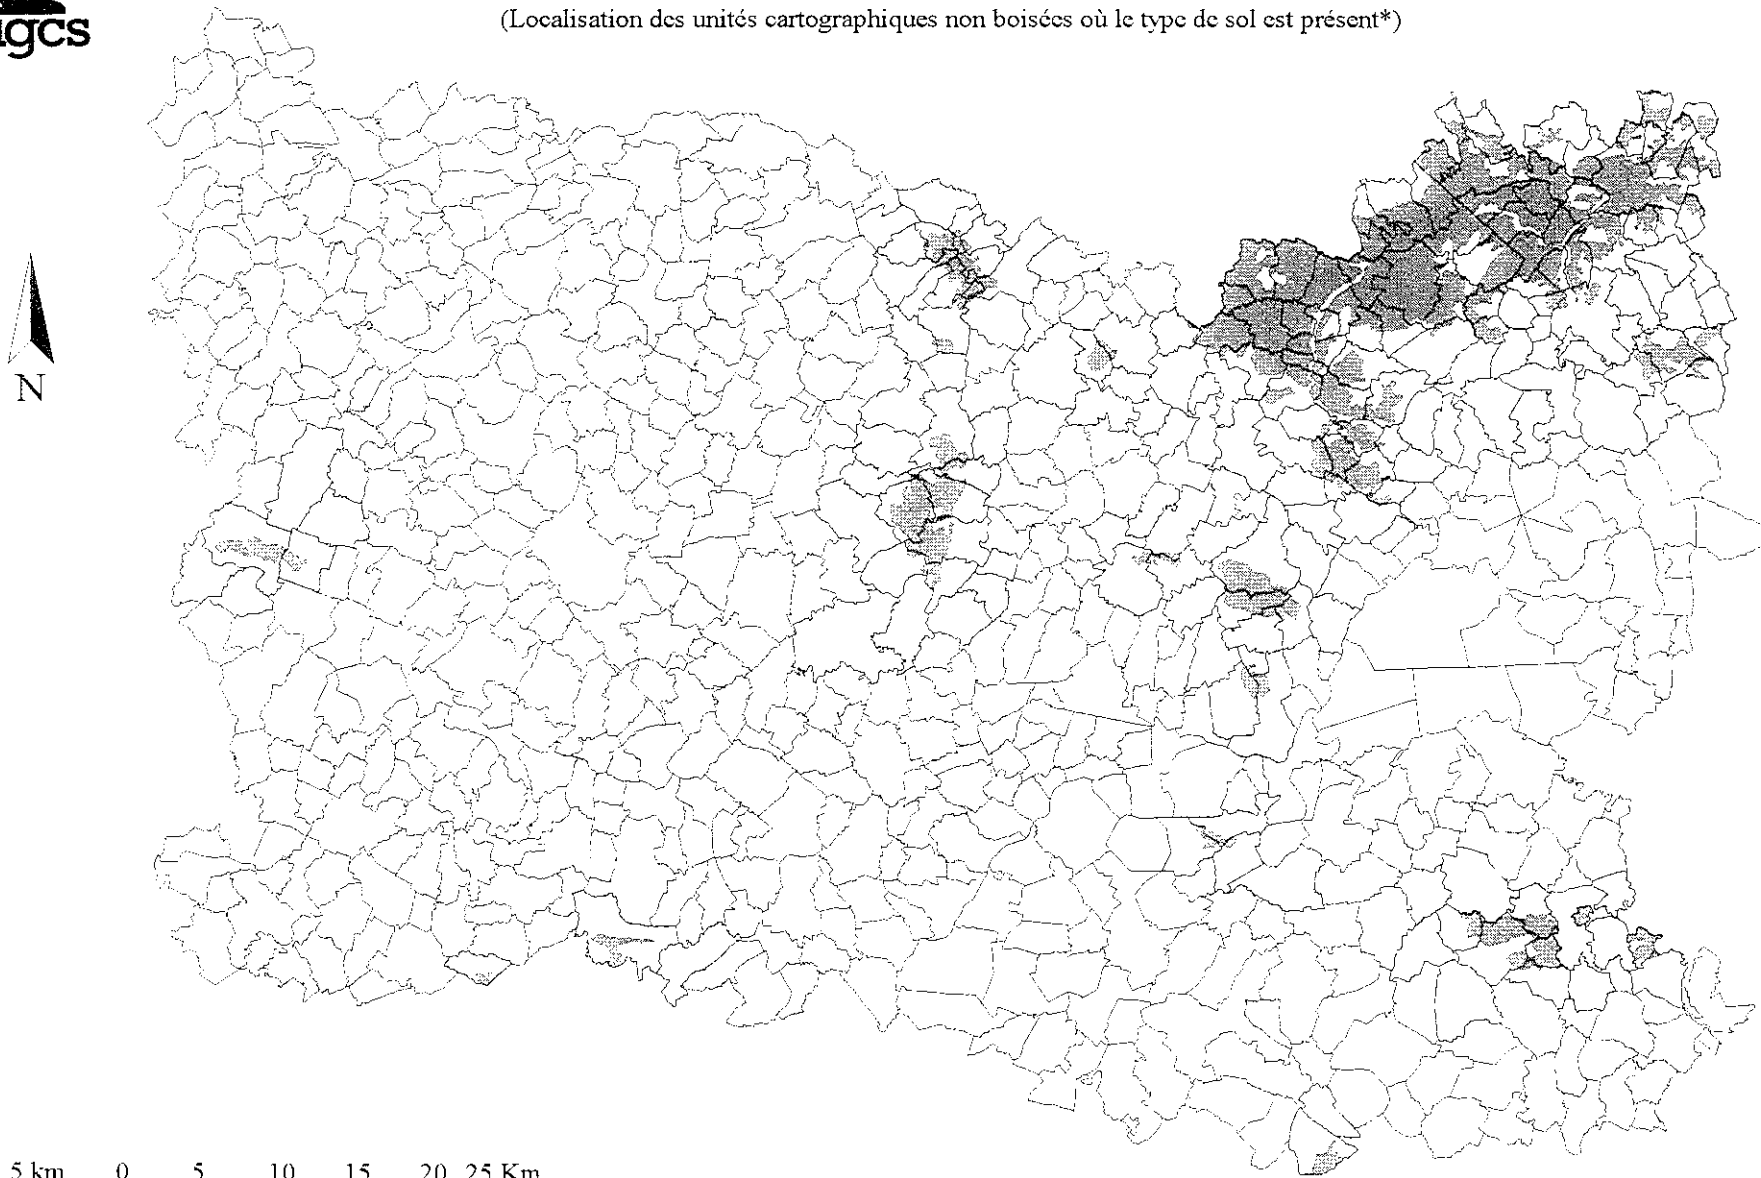 igcs
(Localisation des unités cartographiques non boisées où le type de sol est présent*)
N
5 km 0 5 10 15 20 25 Km